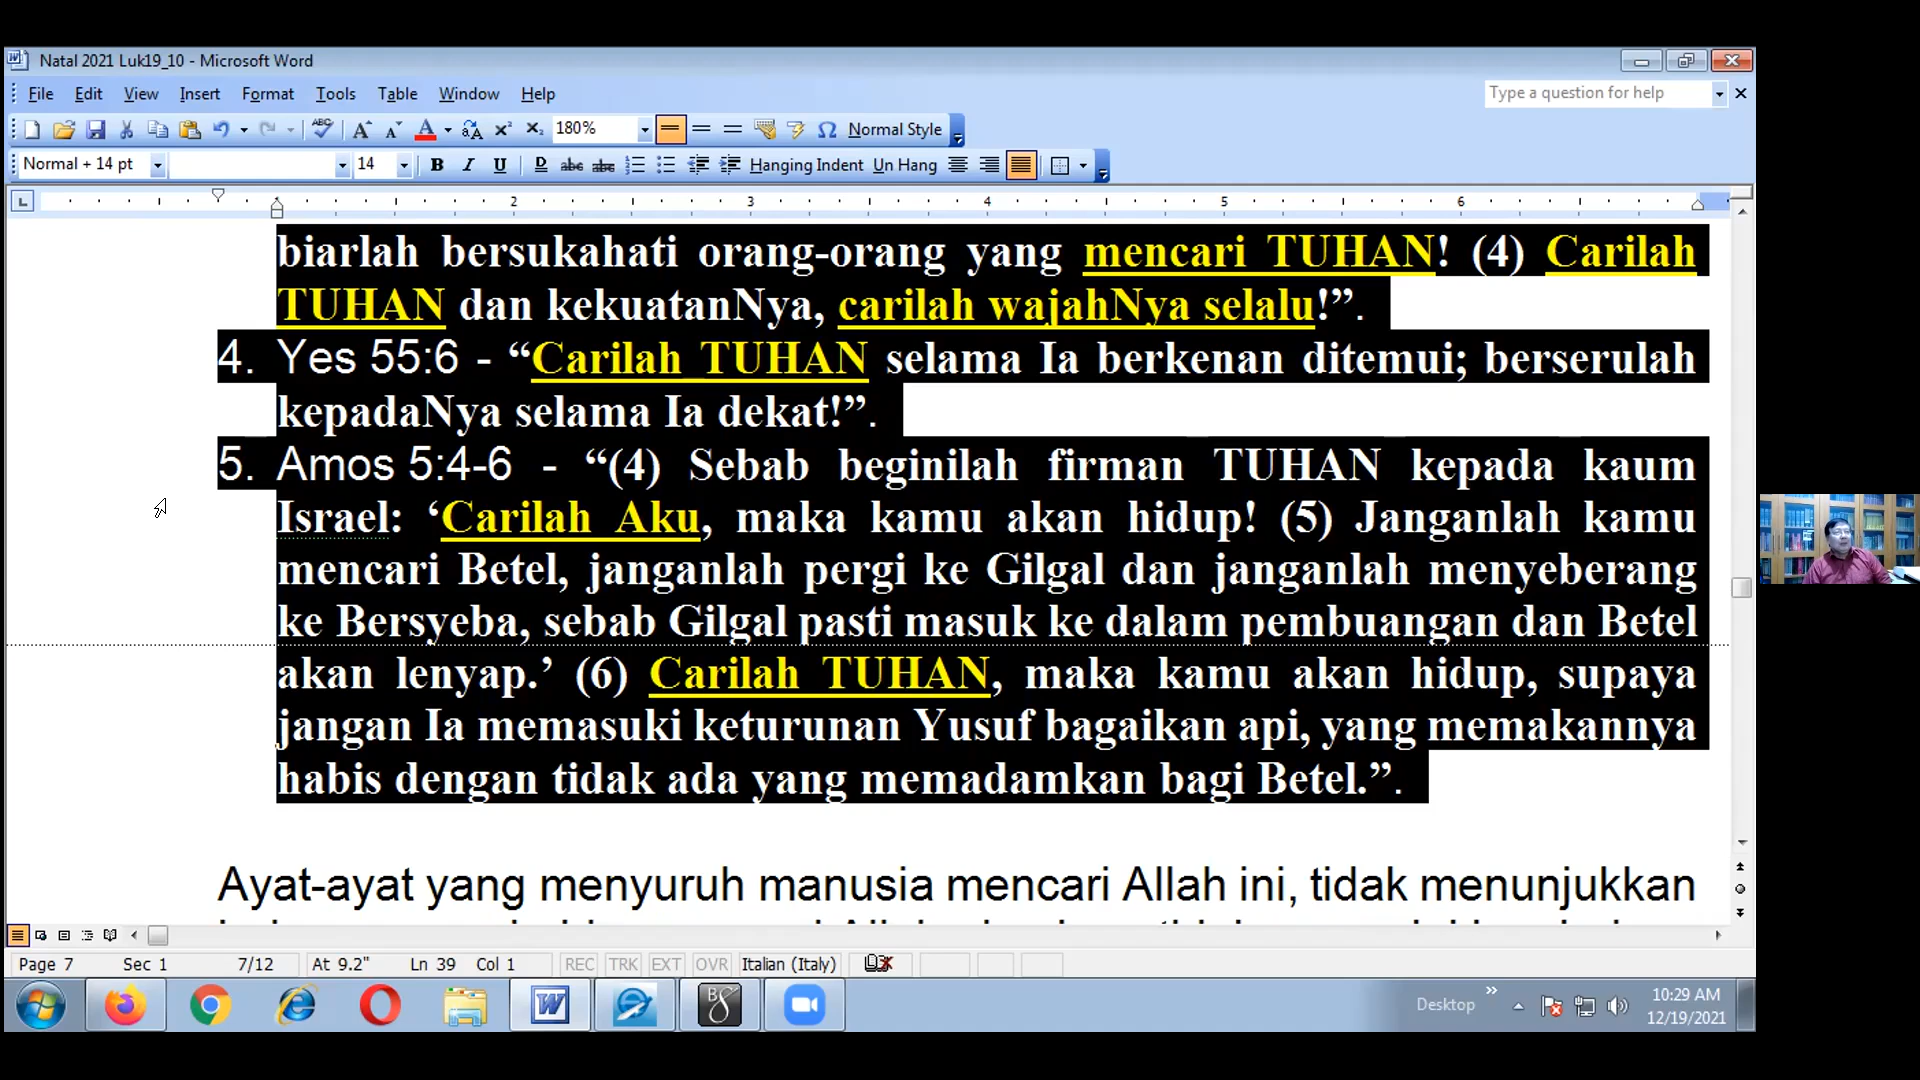 Natal 2021 Luk19_10 - Microsoft Word
File Edit View Insert Format Tools Table Window Help
Type a question for help
180%
Normal Style
Normal + 14 pt
14
Hanging Indent Un Hang
2 3 4 5 6
biarlah bersukahati orang-orang yang mencari TUHAN! (4) Carilah
TUHAN dan kekuatanNya, carilah wajahNya selalu!”.
4. Yes 55:6 - “Carilah TUHAN selama Ia berkenan ditemui; berserulah
kepadaNya selama Ia dekat!”.
5. Amos 5:4-6 - “(4) Sebab beginilah firman TUHAN kepada kaum
Israel: ‘Carilah Aku, maka kamu akan hidup! (5) Janganlah kamu
mencari Betel, janganlah pergi ke Gilgal dan janganlah menyeberang
ke Bersyeba, sebab Gilgal pasti masuk ke dalam pembuangan dan Betel
akan lenyap.’ (6) Carilah TUHAN, maka kamu akan hidup, supaya
jangan Ia memasuki keturunan Yusuf bagaikan api, yang memakannya
habis dengan tidak ada yang memadamkan bagi Betel.”.
Ayat-ayat yang menyuruh manusia mencari Allah ini, tidak menunjukkan
Page 7 Sec 1 7/12 At 9.2" Ln 39 Col 1 REC TRK EXT OVR Italian (Italy)
Desktop
10:29 AM
12/19/2021